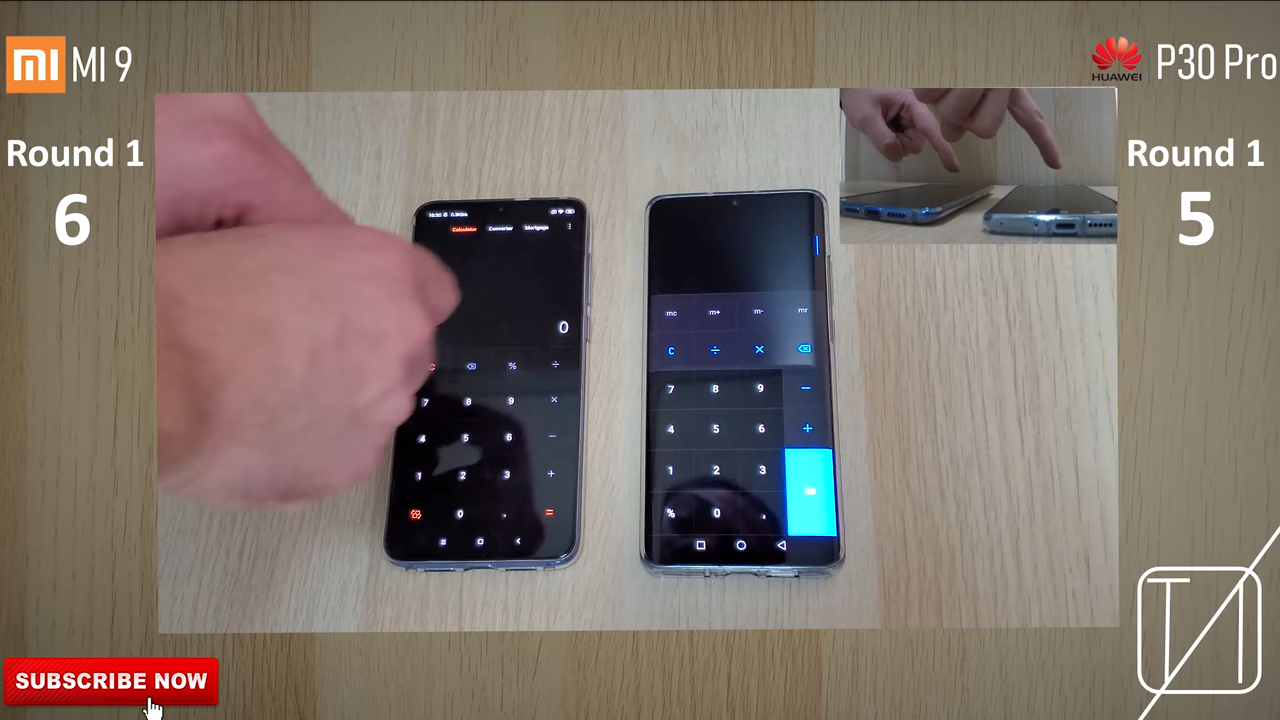 MI MI 9
HUAWEI P30 Pro
Round 1
6
Round 1
5
Calculator Converter Mortgage
0
C % ÷
7 8 9 ×
4 5 6 −
1 2 3 +
0 . =
mc m+ m- mr
C ÷ ×
7 8 9 −
4 5 6 +
1 2 3 =
% 0 .
SUBSCRIBE NOW